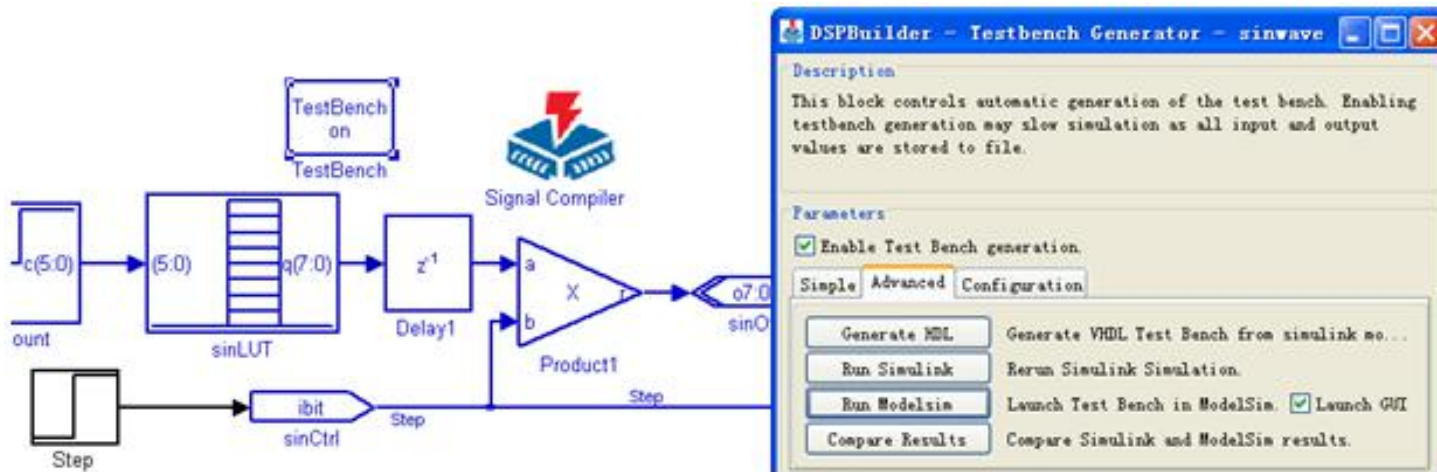 DSPBuilder - Testbench Generator - sinwave
Description
This block controls automatic generation of the test bench. Enabling
testbench generation may slow simulation as all input and output
values are stored to file.
Parameters
Enable Test Bench generation.
Simple Advanced Configuration
Generate HDL Generate VHDL Test Bench from simulink mo...
Run Simulink Rerun Simulink Simulation.
Run Modelsim Launch Test Bench in ModelSim. Launch GUI
Compare Results Compare Simulink and ModelSim results.
TestBench
on
TestBench
Signal Compiler
c(5:0)
ount
(5:0) q(7:0)
sinLUT
z-1
Delay1
a
X
r
b
Product1
o7:0
sinO
Step
ibit
sinCtrl
Step
Step